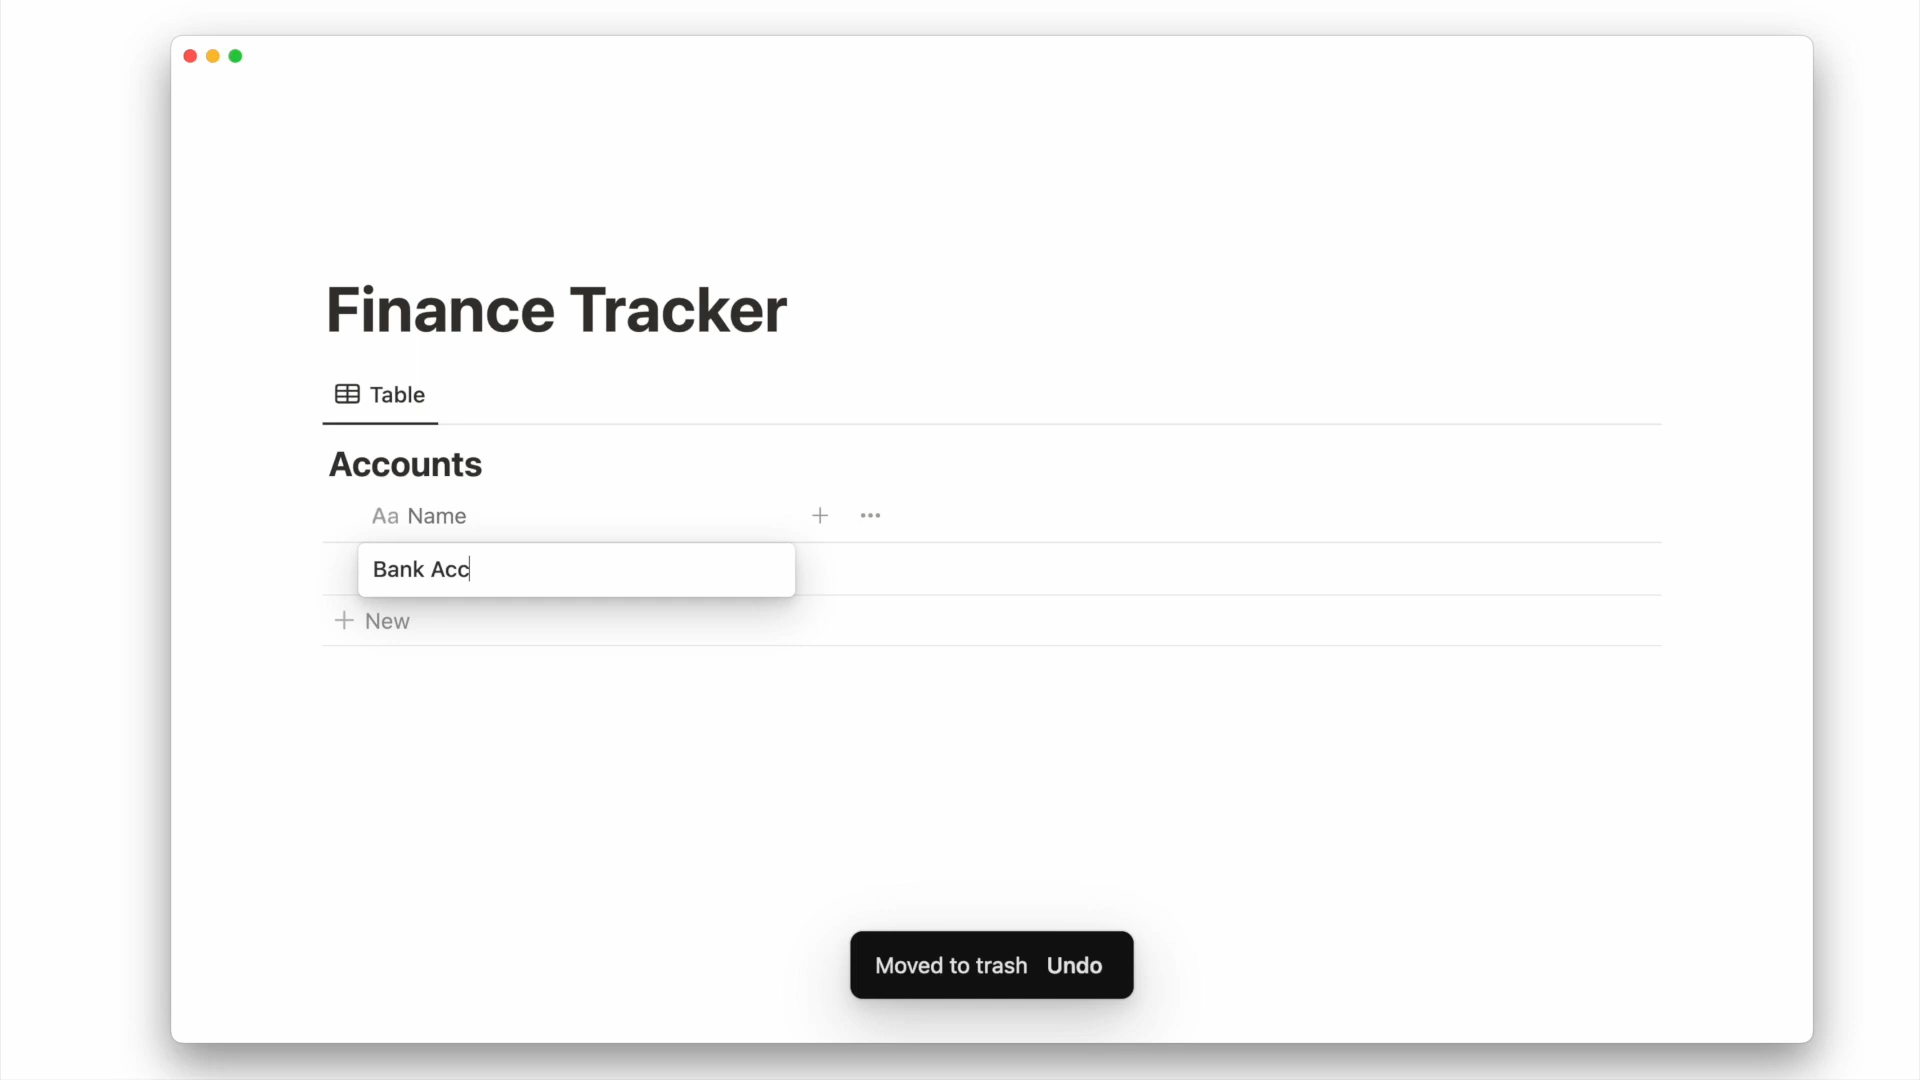 Finance Tracker
Table
Accounts
Aa Name
Bank Acc
New
Moved to trash Undo